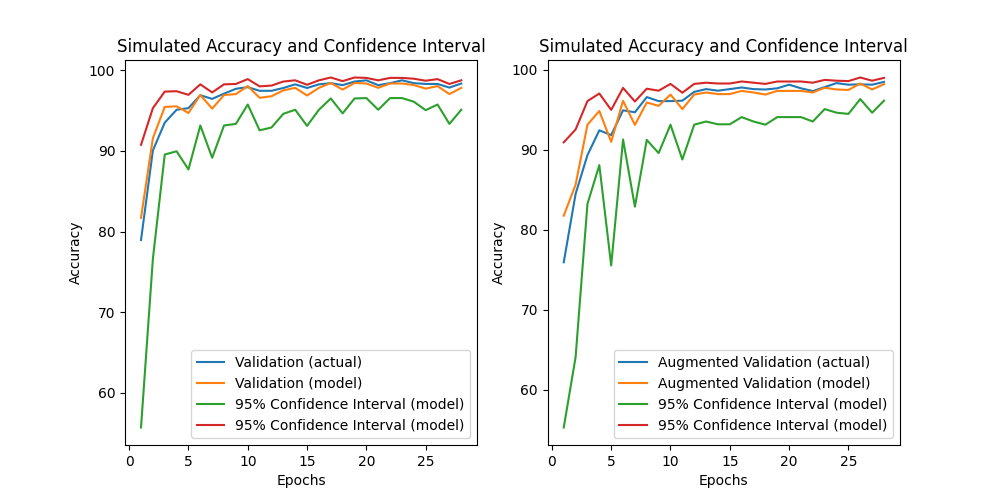 Simulated Accuracy and Confidence Interval
100
90
80
70
60
Accuracy
Validation (actual)
Validation (model)
95% Confidence Interval (model)
95% Confidence Interval (model)
0 5 10 15 20 25
Epochs
Simulated Accuracy and Confidence Interval
100
90
80
70
60
Accuracy
Augmented Validation (actual)
Augmented Validation (model)
95% Confidence Interval (model)
95% Confidence Interval (model)
0 5 10 15 20 25
Epochs